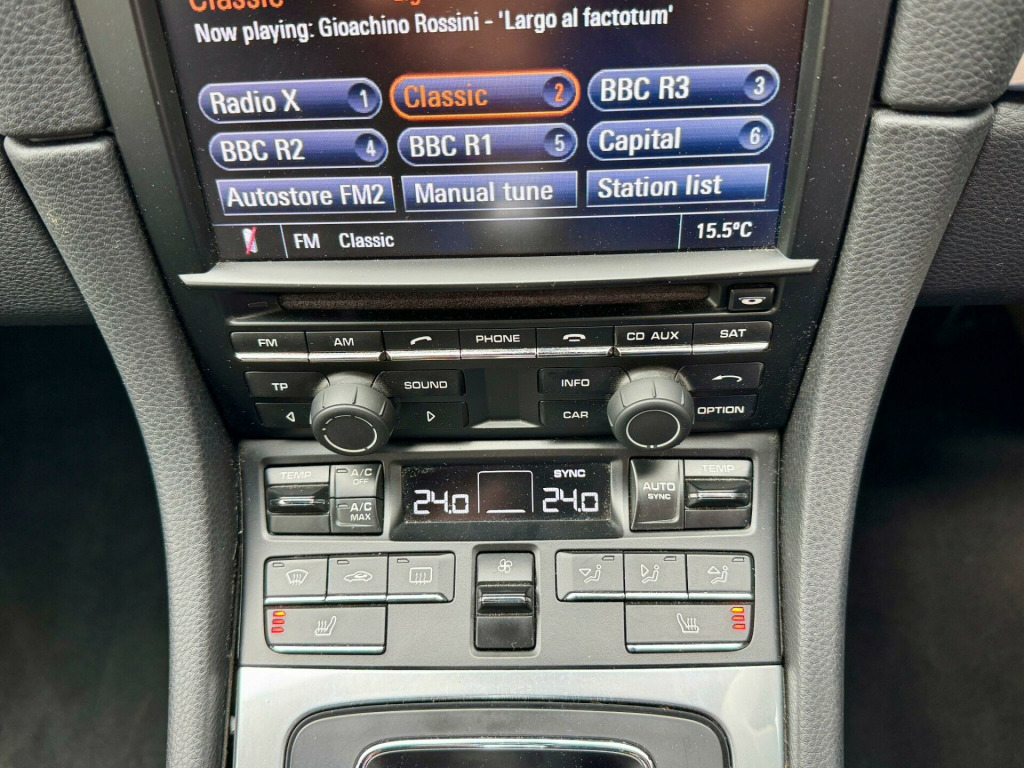 Classic
Now playing: Gioachino Rossini - 'Largo al factotum'
Radio X 1 Classic 2 BBC R3 3
BBC R2 4 BBC R1 5 Capital 6
Autostore FM2 Manual tune Station list
FM Classic 15.5ºC
FM AM PHONE CD AUX SAT
TP SOUND INFO
CAR OPTION
TEMP A/C OFF SYNC AUTO SYNC TEMP
A/C MAX 24.0 24.0